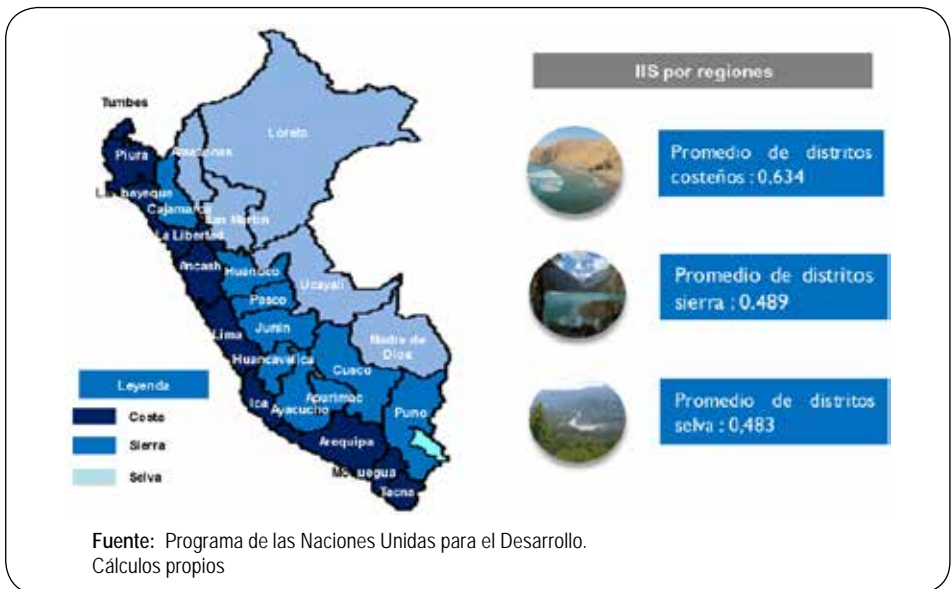 IIS por regiones
Tumbes
Loreto
Piura
Amazonas
Lambayeque
Cajamarca
San Martín
La Libertad
Ancash
Huánuco
Ucayali
Pasco
Junín
Lima
Madre de
Dios
Huancavelica
Cusco
Ica
Ayacucho
Apurímac
Puno
Arequipa
Moquegua
Tacna
Leyenda
Costa
Sierra
Selva
Promedio de distritos
costeños : 0,634
Promedio de distritos
sierra : 0.489
Promedio de distritos
selva : 0,483
Fuente: Programa de las Naciones Unidas para el Desarrollo.
Cálculos propios